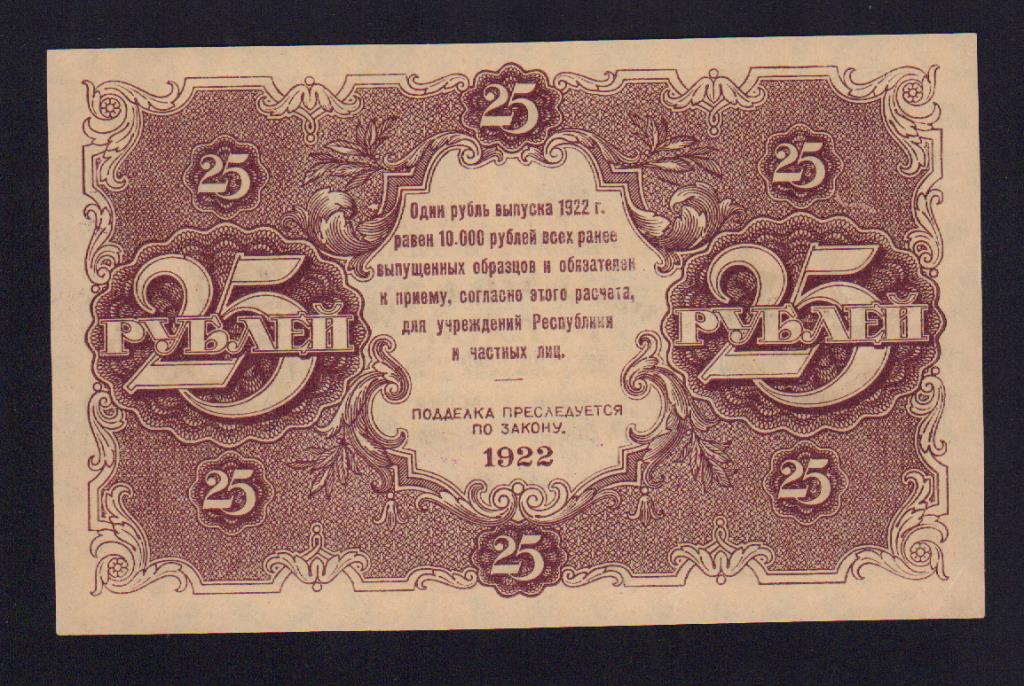 25
25
25
Один рубль выпуска 1922 г.
равен 10.000 рублей всех ранее
выпущенных образцов и обязателен
к приему, согласно этого расчета,
для учреждений Республики
и частных лиц.
25
РУБЛЕЙ
25
РУБЛЕЙ
ПОДДЕЛКА ПРЕСЛЕДУЕТСЯ
ПО ЗАКОНУ.
1922
25
25
25